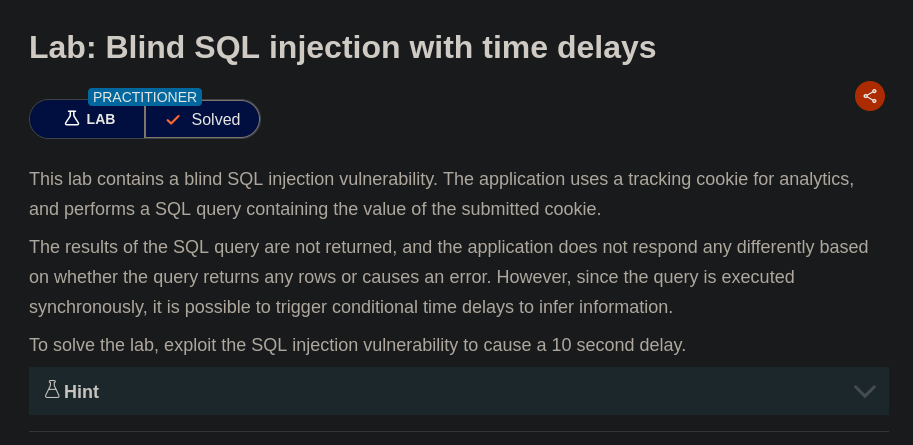 Lab: Blind SQL injection with time delays
PRACTITIONER
LAB
Solved
This lab contains a blind SQL injection vulnerability. The application uses a tracking cookie for analytics,
and performs a SQL query containing the value of the submitted cookie.
The results of the SQL query are not returned, and the application does not respond any differently based
on whether the query returns any rows or causes an error. However, since the query is executed
synchronously, it is possible to trigger conditional time delays to infer information.
To solve the lab, exploit the SQL injection vulnerability to cause a 10 second delay.
Hint